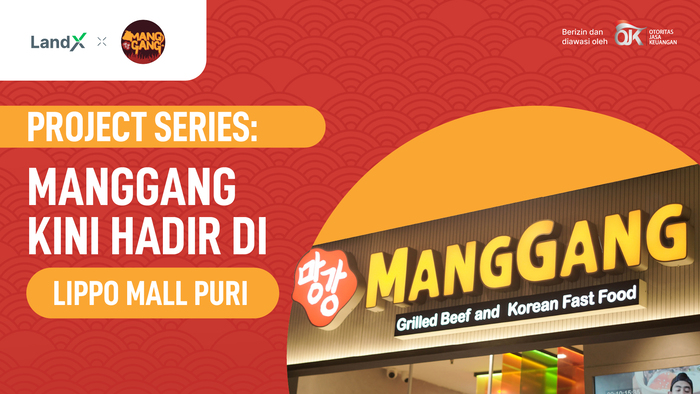 LandX
MANG
GANG
Berizin dan
diawasi oleh
OJK
OTORITAS
JASA
KEUANGAN
PROJECT SERIES:
MANGGANG
KINI HADIR DI
LIPPO MALL PURI
망강
MANGGANG
Grilled Beef and Korean Fast Food